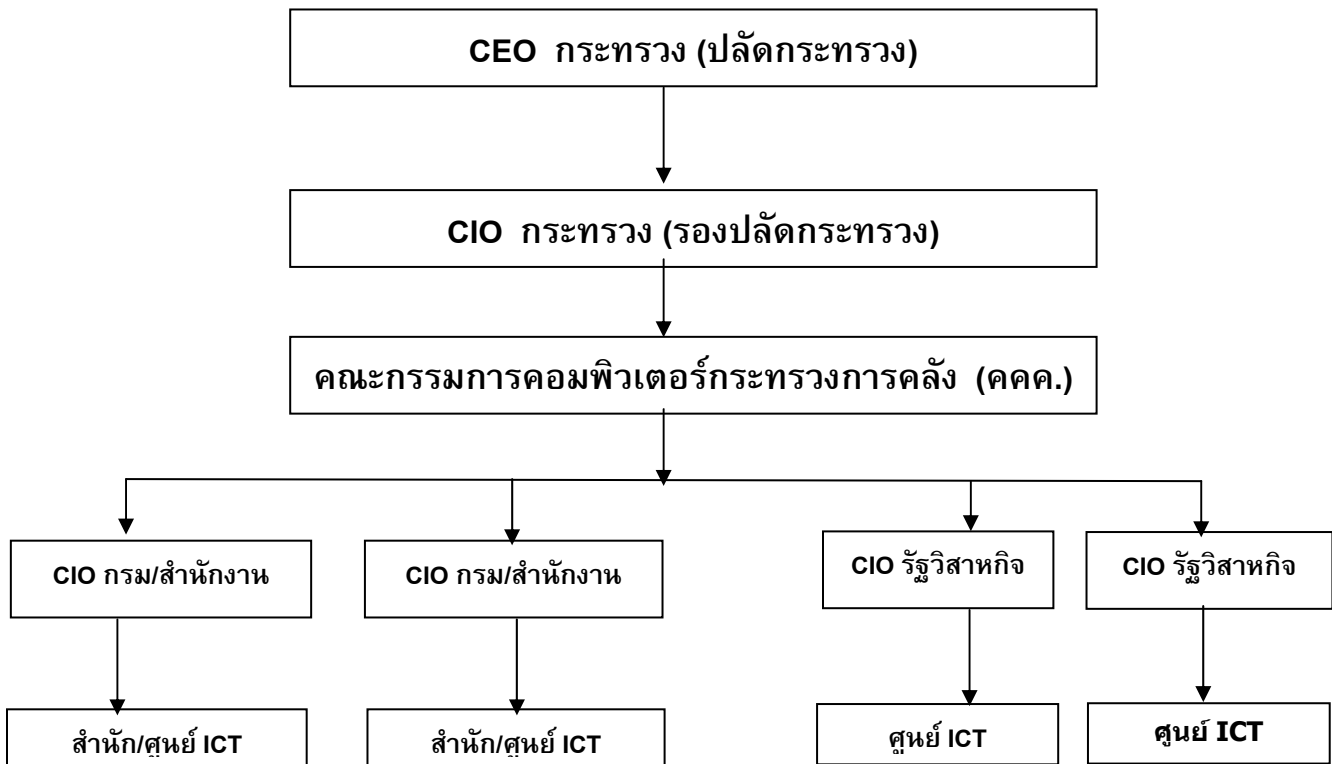 CEO กระทรวง (ปลัดกระทรวง)
CIO กระทรวง (รองปลัดกระทรวง)
คณะกรรมการคอมพิวเตอร์กระทรวงการคลัง (คคค.)
CIO กรม/สำนักงาน
CIO กรม/สำนักงาน
CIO รัฐวิสาหกิจ
CIO รัฐวิสาหกิจ
สำนัก/ศูนย์ ICT
สำนัก/ศูนย์ ICT
ศูนย์ ICT
ศูนย์ ICT